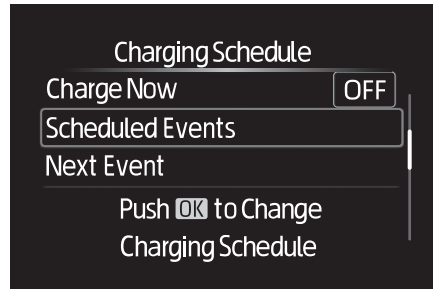 Charging Schedule
Charge Now OFF
Scheduled Events
Next Event
Push OK to Change
Charging Schedule